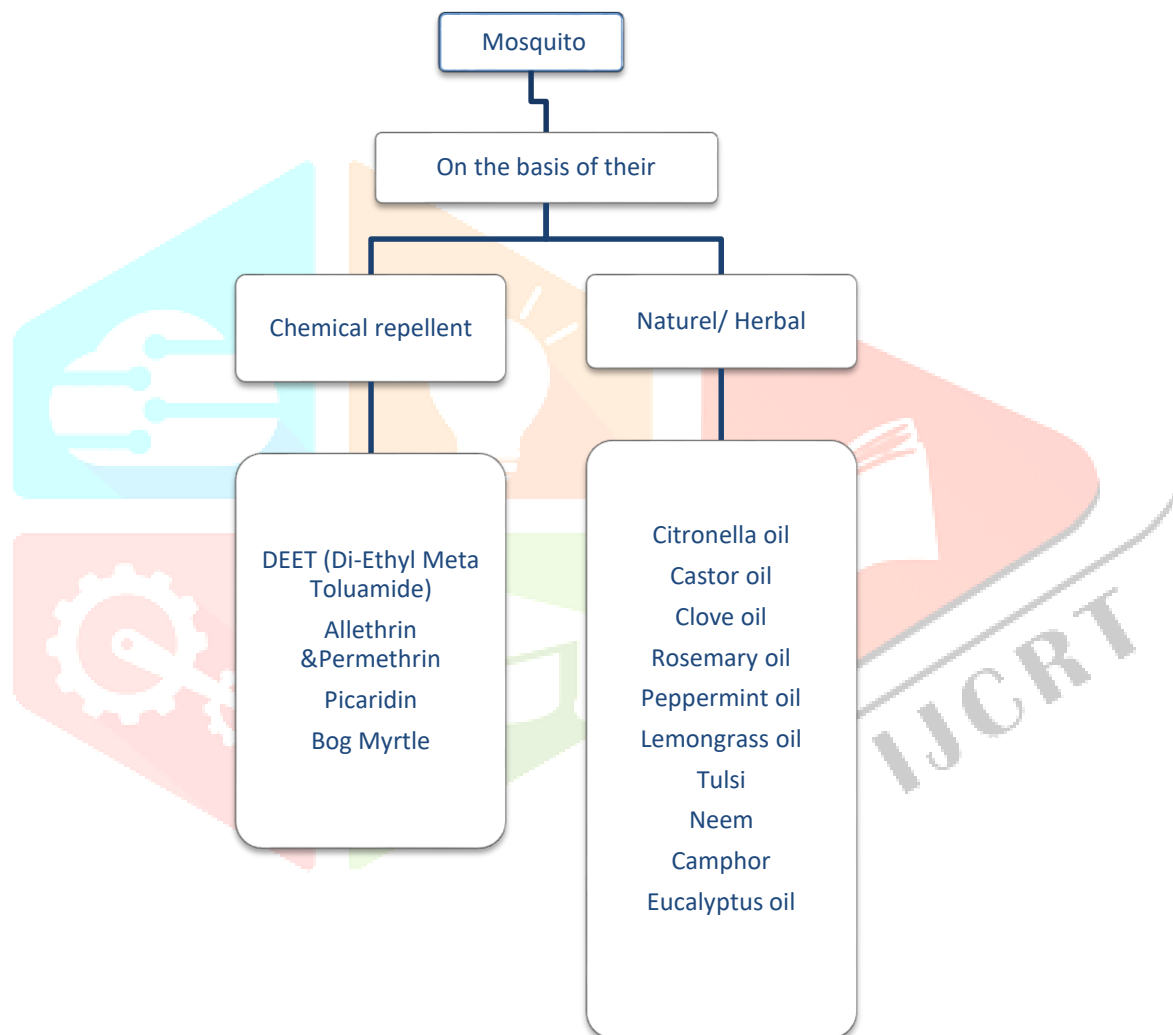 Mosquito
On the basis of their
Chemical repellent
Naturel/ Herbal
DEET (Di-Ethyl Meta
Toluamide)
Allethrin
&Permethrin
Picaridin
Bog Myrtle
Citronella oil
Castor oil
Clove oil
Rosemary oil
Peppermint oil
Lemongrass oil
Tulsi
Neem
Camphor
Eucalyptus oil
IJCRT